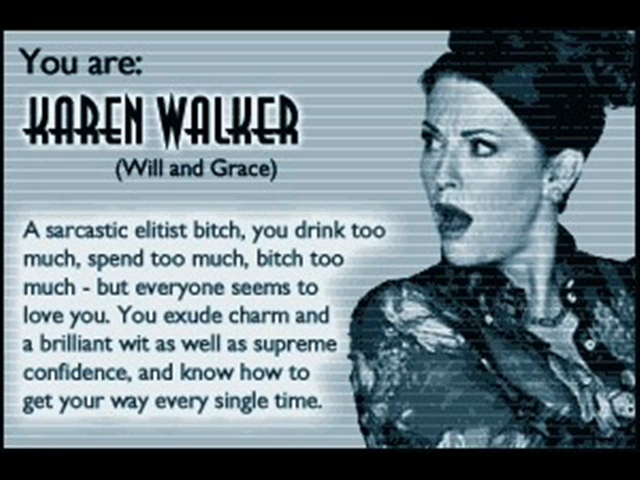 You are:
KAREN WALKER
(Will and Grace)
A sarcastic elitist bitch, you drink too
much, spend too much, bitch too
much - but everyone seems to
love you. You exude charm and
a brilliant wit as well as supreme
confidence, and know how to
get your way every single time.